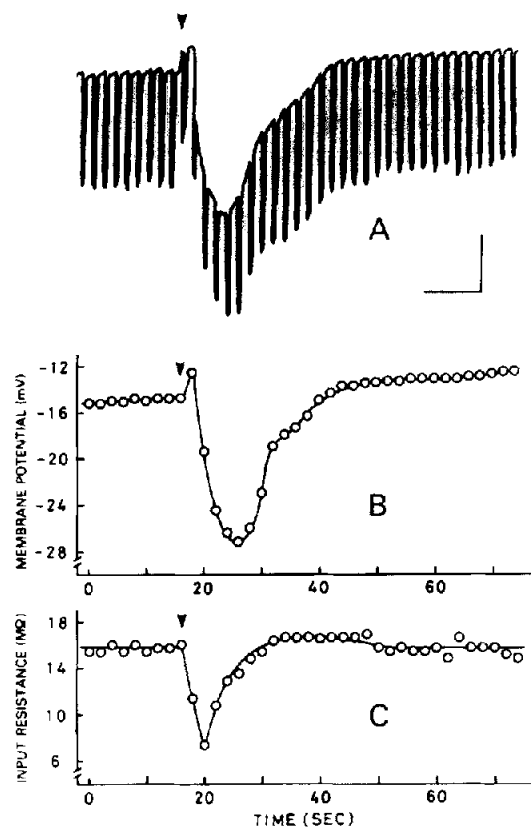 A
MEMBRANE POTENTIAL (mV)
-12
-16
-20
-24
-28
B
0 20 40 60
INPUT RESISTANCE (MΩ)
18
14
10
6
C
0 20 40 60
TIME (SEC)